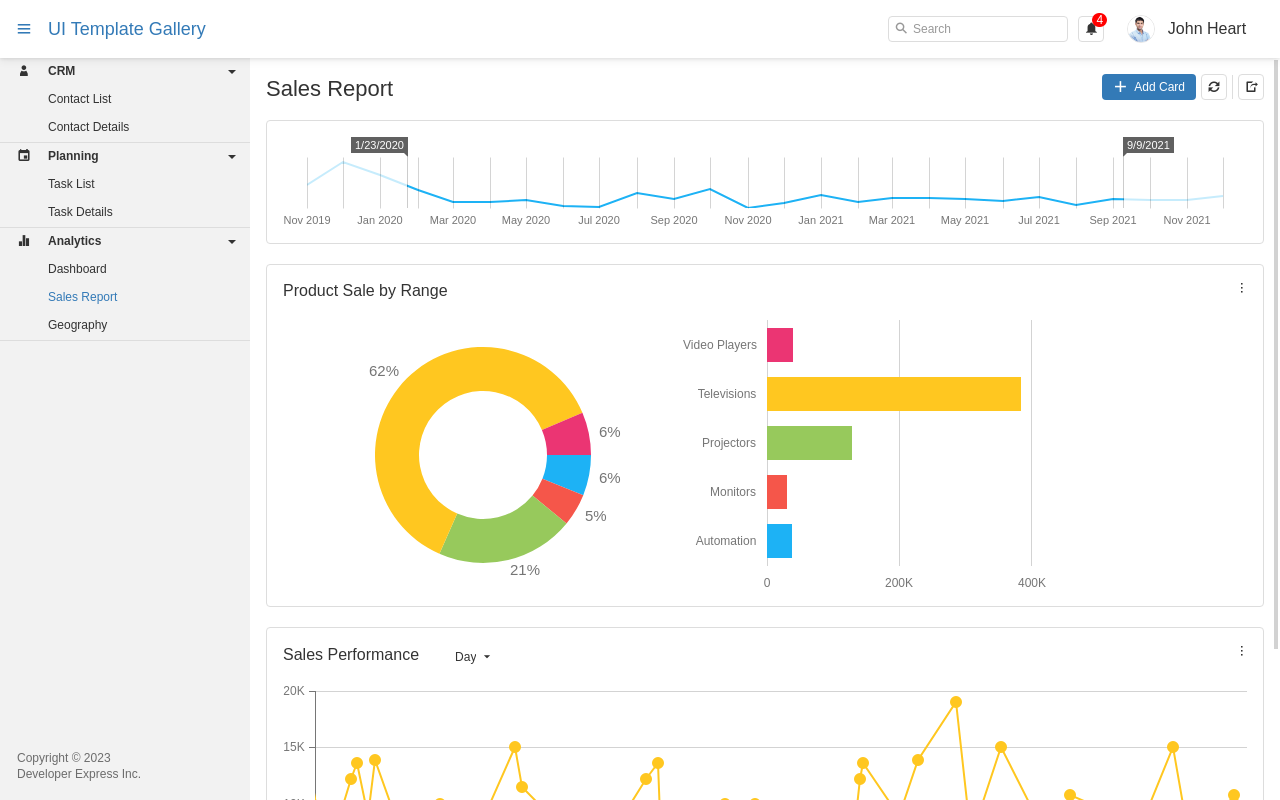 UI Template Gallery
Search
4
John Heart
CRM
Contact List
Contact Details
Planning
Task List
Task Details
Analytics
Dashboard
Sales Report
Geography
Copyright © 2023
Developer Express Inc.
Sales Report
Add Card
1/23/2020
9/9/2021
Nov 2019 Jan 2020 Mar 2020 May 2020 Jul 2020 Sep 2020 Nov 2020 Jan 2021 Mar 2021 May 2021 Jul 2021 Sep 2021 Nov 2021
Product Sale by Range
62%
6%
6%
5%
21%
Video Players
Televisions
Projectors
Monitors
Automation
0 200K 400K
Sales Performance
Day
20K
15K